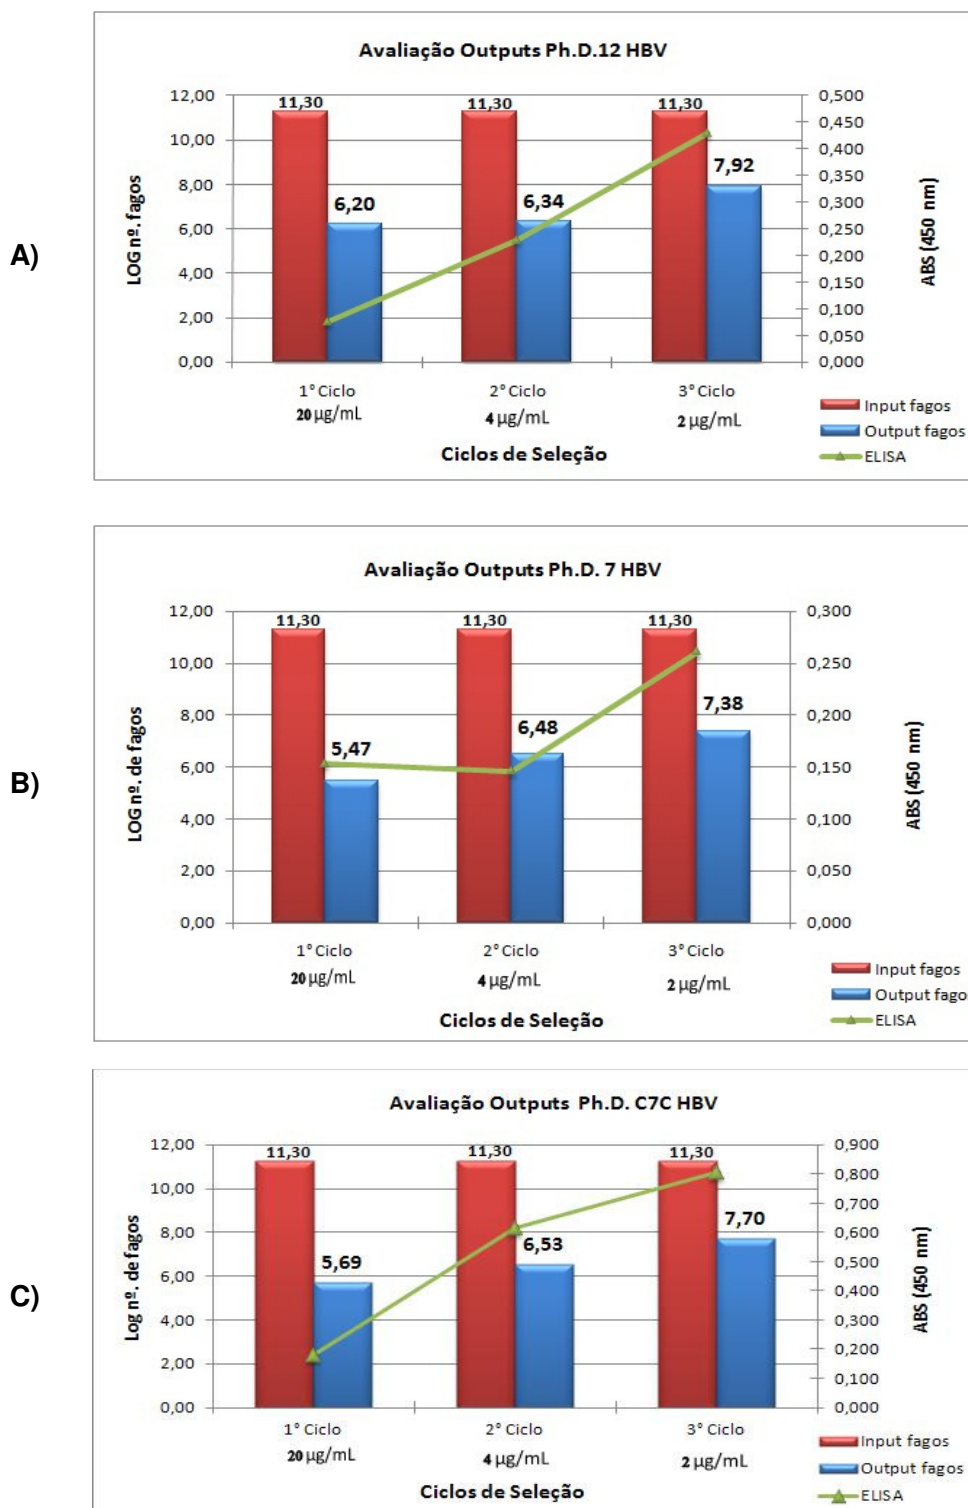 A)
Avaliação Outputs Ph.D.12 HBV
LOG nº. fagos
12,00
10,00
8,00
6,00
4,00
2,00
0,00
11,30
11,30
11,30
6,20
6,34
7,92
0,500
0,450
0,400
0,350
0,300
0,250
0,200
0,150
0,100
0,050
0,000
ABS (450 nm)
1° Ciclo
2° Ciclo
3° Ciclo
20 µg/mL
4 µg/mL
2 µg/mL
Ciclos de Seleção
Input fagos
Output fagos
ELISA
B)
Avaliação Outputs Ph.D. 7 HBV
LOG nº. de fagos
12,00
10,00
8,00
6,00
4,00
2,00
0,00
11,30
11,30
11,30
5,47
6,48
7,38
0,300
0,250
0,200
0,150
0,100
0,050
0,000
ABS (450 nm)
1° Ciclo
2° Ciclo
3° Ciclo
20 µg/mL
4 µg/mL
2 µg/mL
Ciclos de Seleção
Input fagos
Output fagos
ELISA
C)
Avaliação Outputs Ph.D. C7C HBV
Log nº. de fagos
12,00
10,00
8,00
6,00
4,00
2,00
0,00
11,30
11,30
11,30
5,69
6,53
7,70
0,900
0,800
0,700
0,600
0,500
0,400
0,300
0,200
0,100
0,000
ABS (450 nm)
1° Ciclo
2° Ciclo
3° Ciclo
20 µg/mL
4 µg/mL
2 µg/mL
Ciclos de Seleção
Input fagos
Output fagos
ELISA